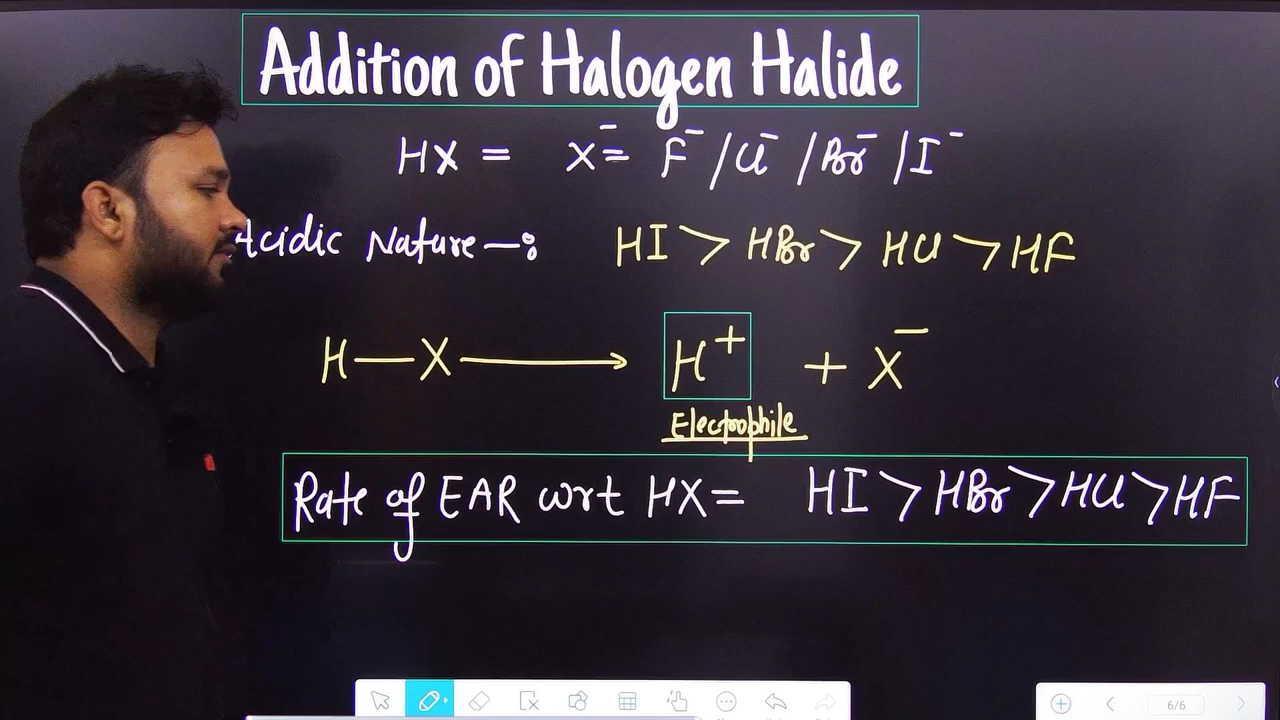 Addition of Halogen Halide
HX = X⁻ = F⁻ / Cl⁻ / Br⁻ / I⁻
Acidic Nature —: HI > HBr > HCl > HF
H—X ⟶ H⁺ + X⁻
Electrophile
Rate of EAR wrt HX = HI > HBr > HCl > HF
6/6